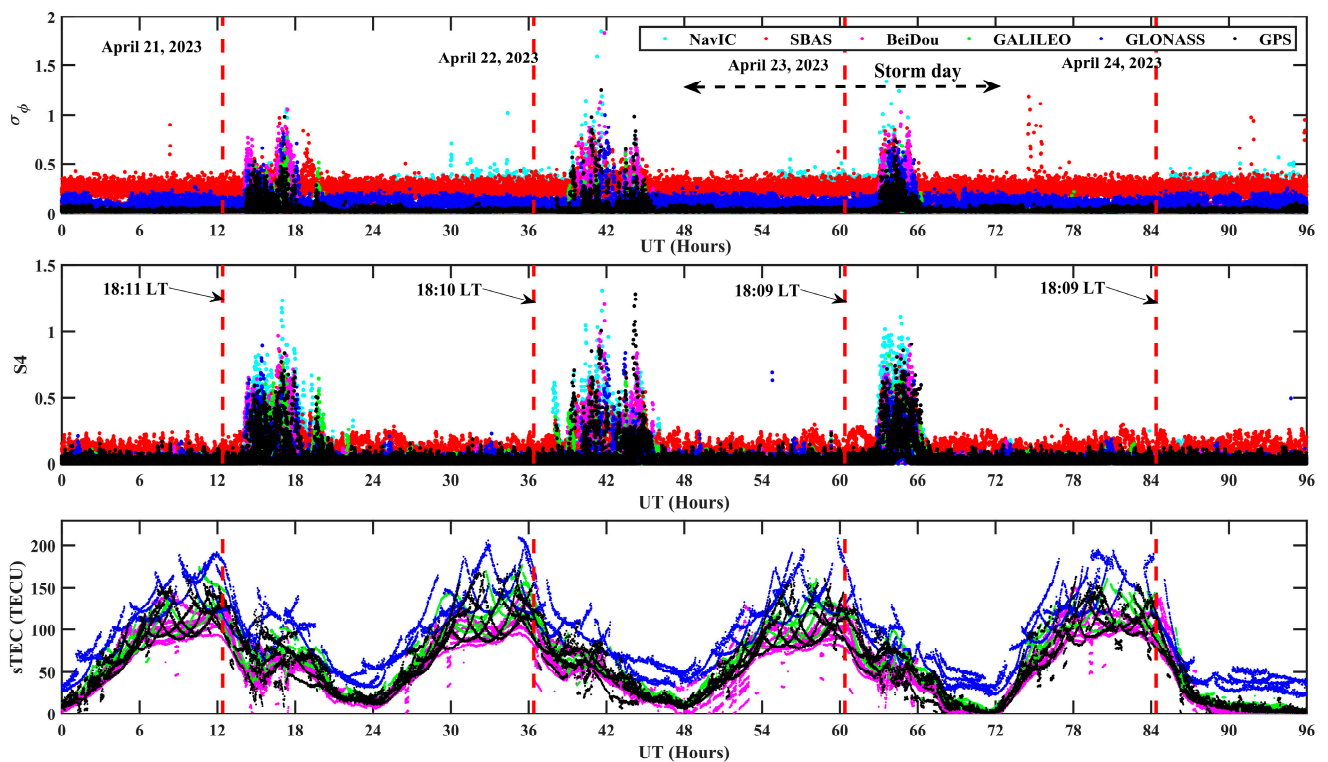 2
April 21, 2023
NavIC SBAS BeiDou GALILEO GLONASS GPS
1.5
April 22, 2023
April 23, 2023
April 24, 2023
Storm day
σϕ
1
0.5
0
0 6 12 18 24 30 36 42 48 54 60 66 72 78 84 90 96
UT (Hours)
1.5
18:11 LT
18:10 LT
18:09 LT
18:09 LT
1
S4
0.5
0
0 6 12 18 24 30 36 42 48 54 60 66 72 78 84 90 96
UT (Hours)
200
150
sTEC (TECU)
100
50
0
0 6 12 18 24 30 36 42 48 54 60 66 72 78 84 90 96
UT (Hours)